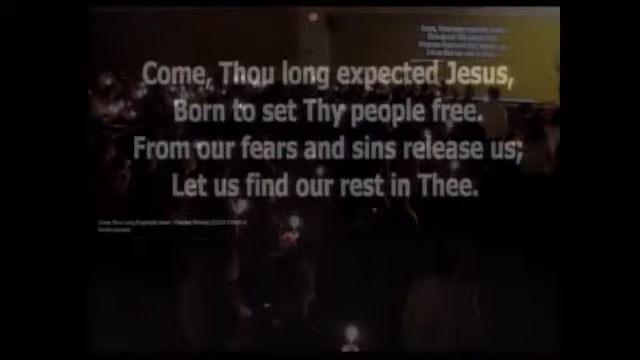 Come, Thou long expected Jesus,
Born to set Thy people free.
From our fears and sins release us;
Let us find our rest in Thee.